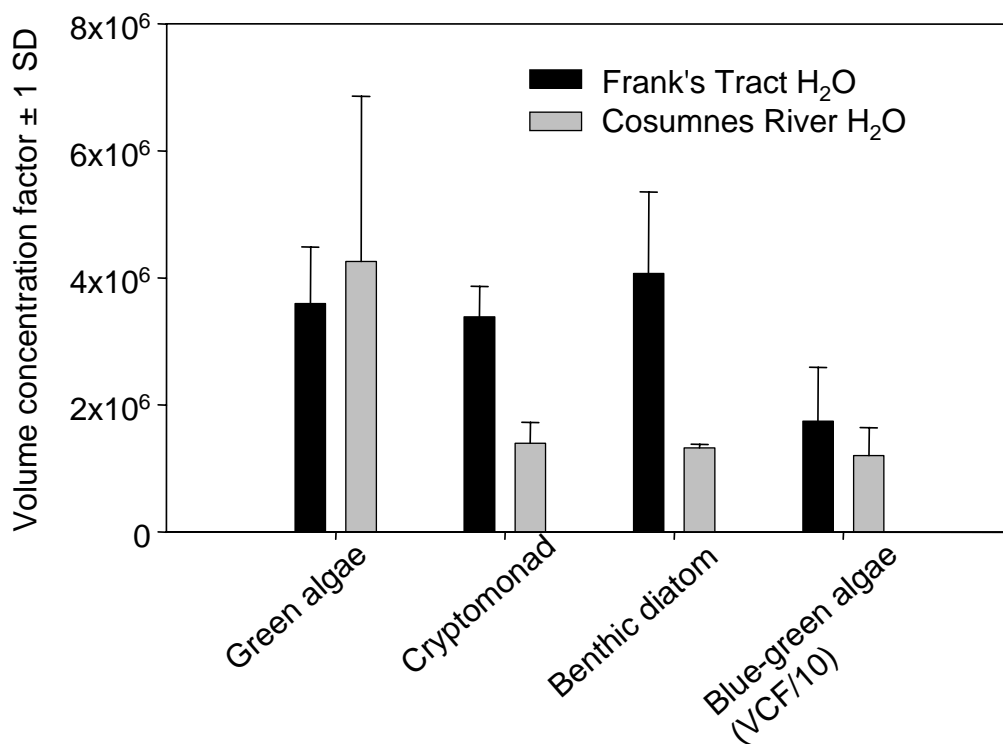 Volume concentration factor ± 1 SD
8x10⁶
6x10⁶
4x10⁶
2x10⁶
0
Frank's Tract H₂O
Cosumnes River H₂O
Green algae
Cryptomonad
Benthic diatom
Blue-green algae
(VCF/10)